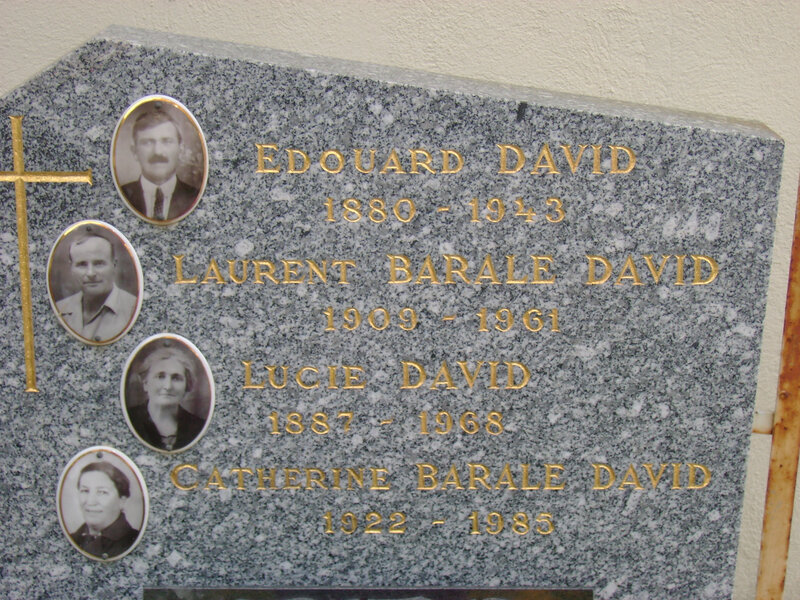 EDOUARD DAVID
1880 - 1943
LAURENT BARALE DAVID
1909 - 1961
LUCIE DAVID
1887 - 1968
CATHERINE BARALE DAVID
1922 - 1985